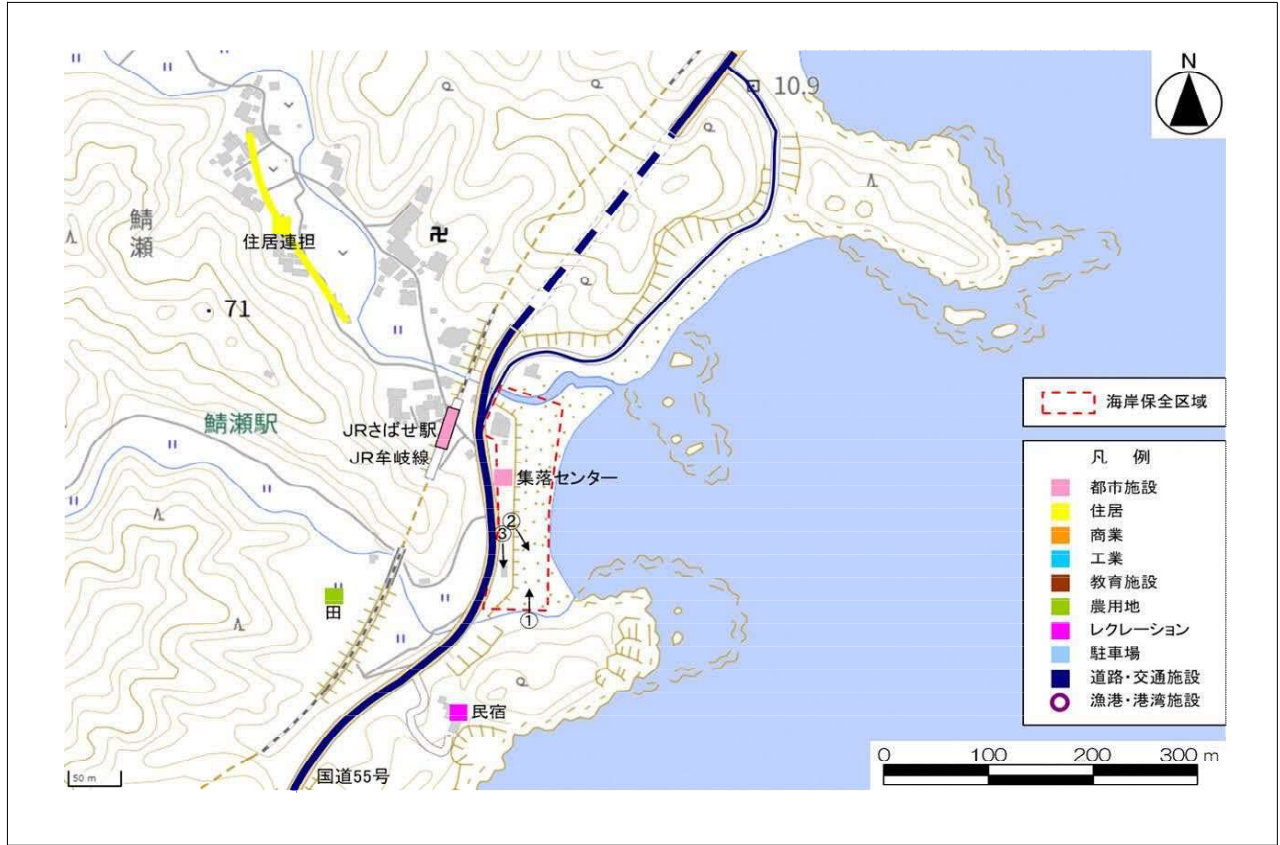 N
10.9
鯖瀬
住居連担
卍
71
鯖瀬駅
JRさばせ駅
JR牟岐線
集落センター
②
③
①
田
民宿
国道55号
50 m
海岸保全区域
凡 例
都市施設
住居
商業
工業
教育施設
農用地
レクレーション
駐車場
道路・交通施設
漁港・港湾施設
0 100 200 300 m